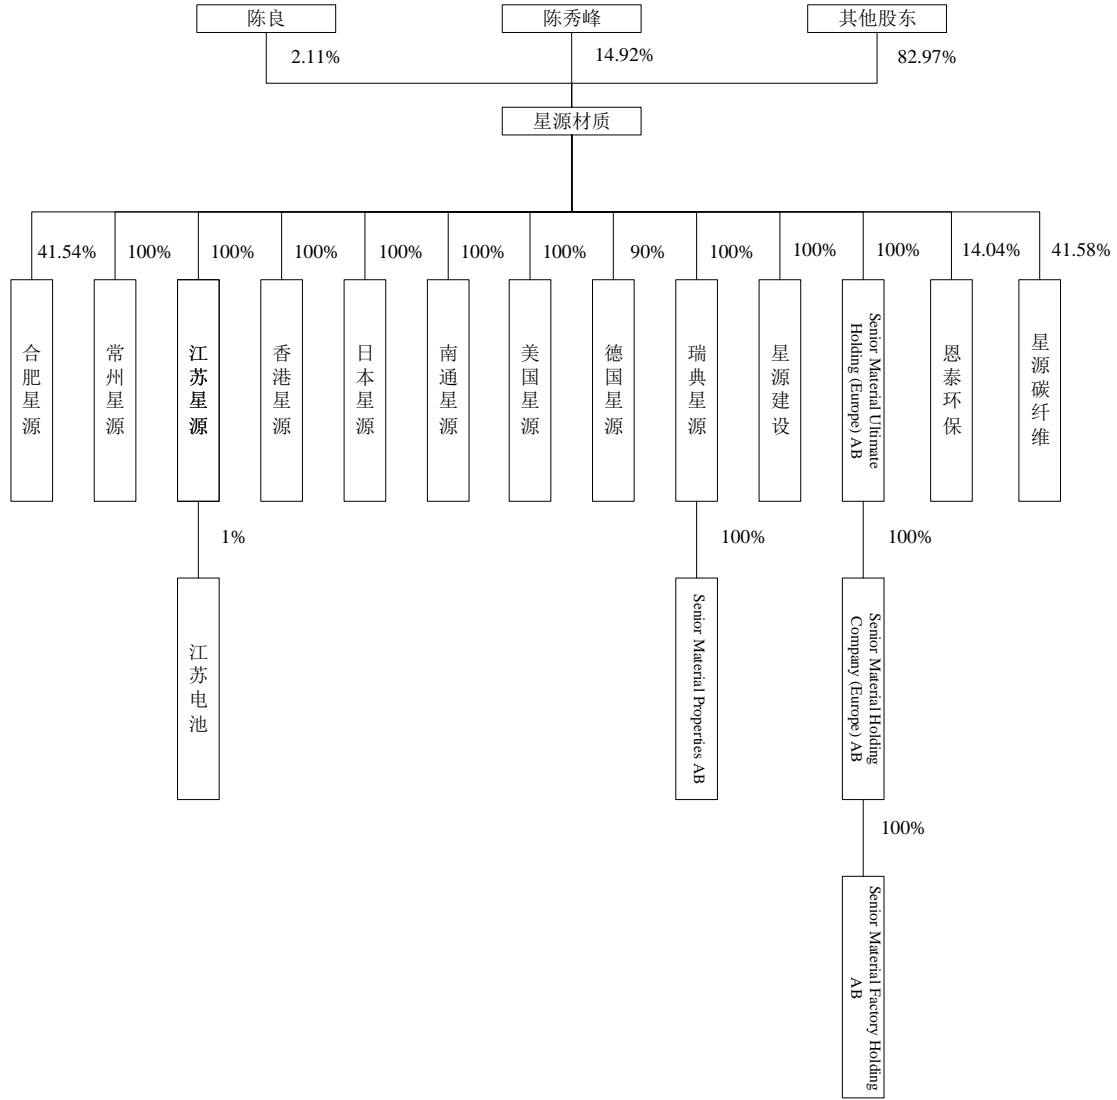 陈良
陈秀峰
其他股东
2.11%
14.92%
82.97%
星源材质
41.54%
100%
100%
100%
100%
100%
100%
90%
100%
100%
100%
14.04%
41.58%
合肥星源
常州星源
江苏星源
香港星源
日本星源
南通星源
美国星源
德国星源
瑞典星源
星源建设
Senior Material Ultimate
Holding (Europe) AB
恩泰环保
星源碳纤维
1%
100%
100%
江苏电池
Senior Material Properties AB
Senior Material Holding
Company (Europe) AB
100%
Senior Material Factory Holding
AB